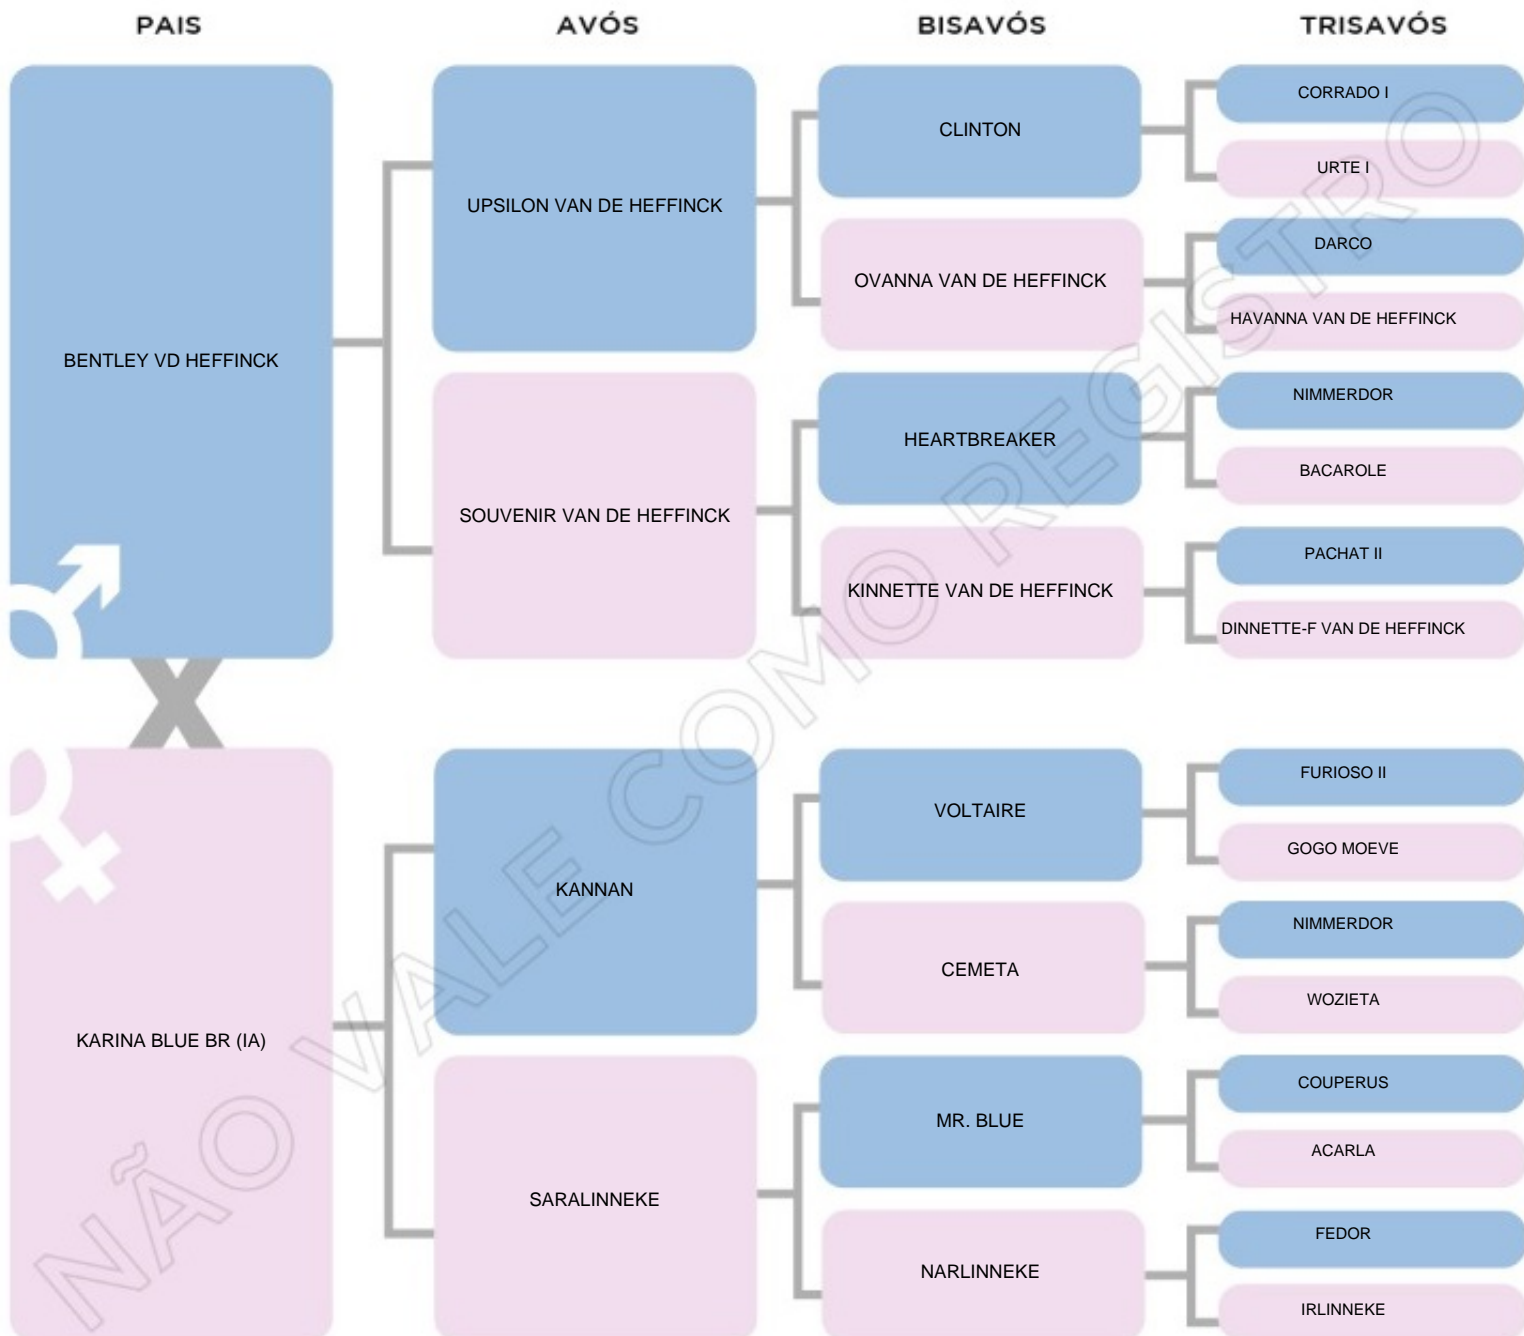 PAIS
AVÓS
BISAVÓS
TRISAVÓS
BENTLEY VD HEFFINCK
UPSILON VAN DE HEFFINCK
CLINTON
CORRADO I
URTE I
OVANNA VAN DE HEFFINCK
DARCO
HAVANNA VAN DE HEFFINCK
SOUVENIR VAN DE HEFFINCK
HEARTBREAKER
NIMMERDOR
BACAROLE
KINNETTE VAN DE HEFFINCK
PACHAT II
DINNETTE-F VAN DE HEFFINCK
X
KARINA BLUE BR (IA)
KANNAN
VOLTAIRE
FURIOSO II
GOGO MOEVE
CEMETA
NIMMERDOR
WOZIETA
SARALINNEKE
MR. BLUE
COUPERUS
ACARLA
NARLINNEKE
FEDOR
IRLINNEKE
NÃO VALE COMO REGISTRO